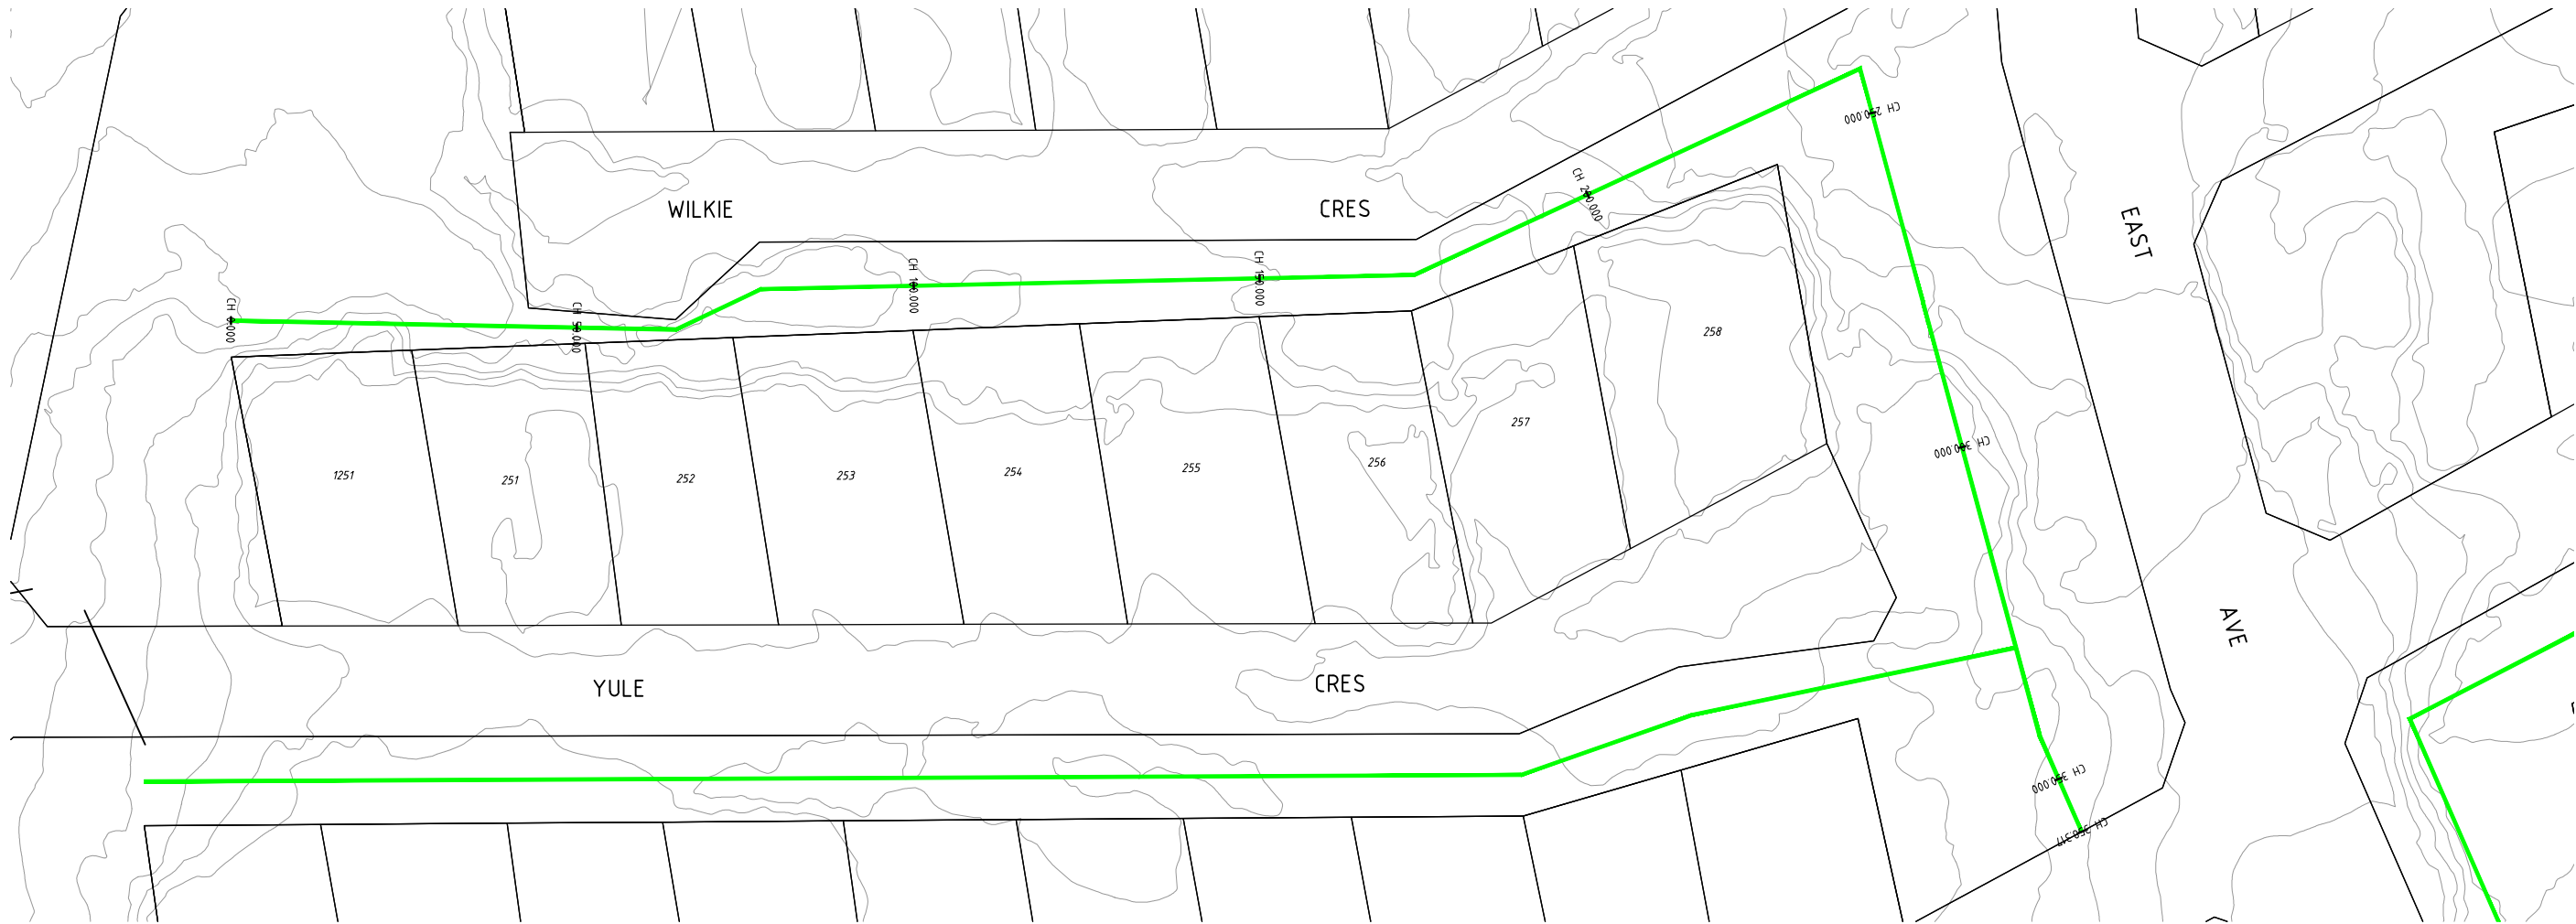 CH 250.000
CH 200.000
WILKIE CRES
EAST
CH 0.000
CH 50.000
CH 100.000
CH 150.000
258
257
CH 300.000
1251
251
252
253
254
255
256
AVE
YULE CRES
CH 350.000